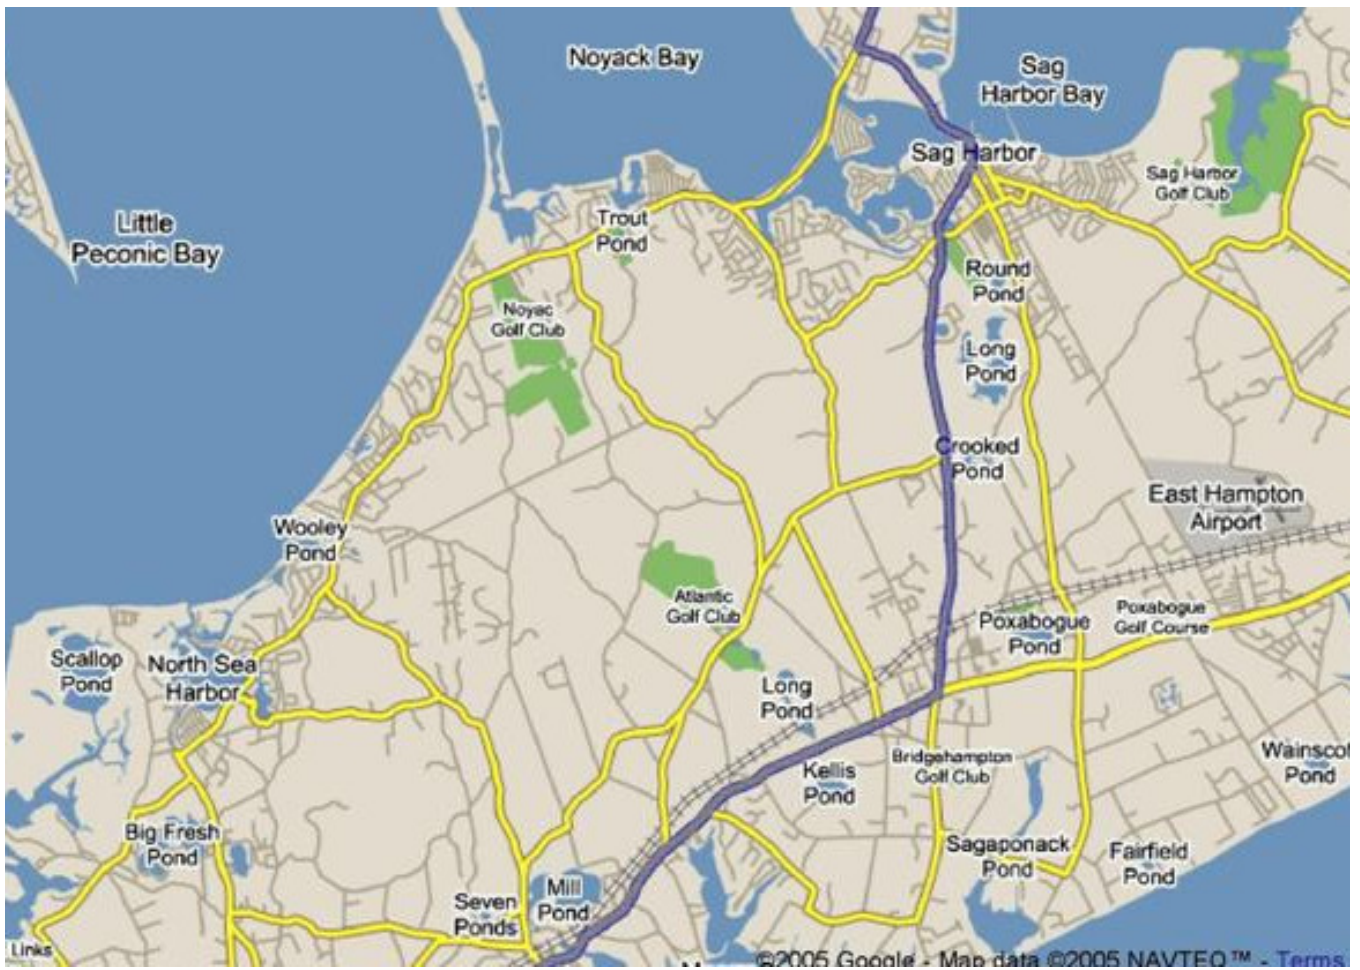 Noyack Bay
Sag
Harbor Bay
Sag Harbor
Sag Harbor
Golf Club
Little
Peconic Bay
Trout
Pond
Round
Pond
Noyac
Golf Club
Long
Pond
Crooked
Pond
East Hampton
Airport
Wooley
Pond
Atlantic
Golf Club
Poxabogue
Pond
Poxabogue
Golf Course
Scallop
Pond
North Sea
Harbor
Long
Pond
Bridgehampton
Golf Club
Wainscot
Pond
Kellis
Pond
Big Fresh
Pond
Sagaponack
Pond
Fairfield
Pond
Seven
Ponds
Mill
Pond
Links
©2005 Google - Map data ©2005 NAVTEQ™ - Terms